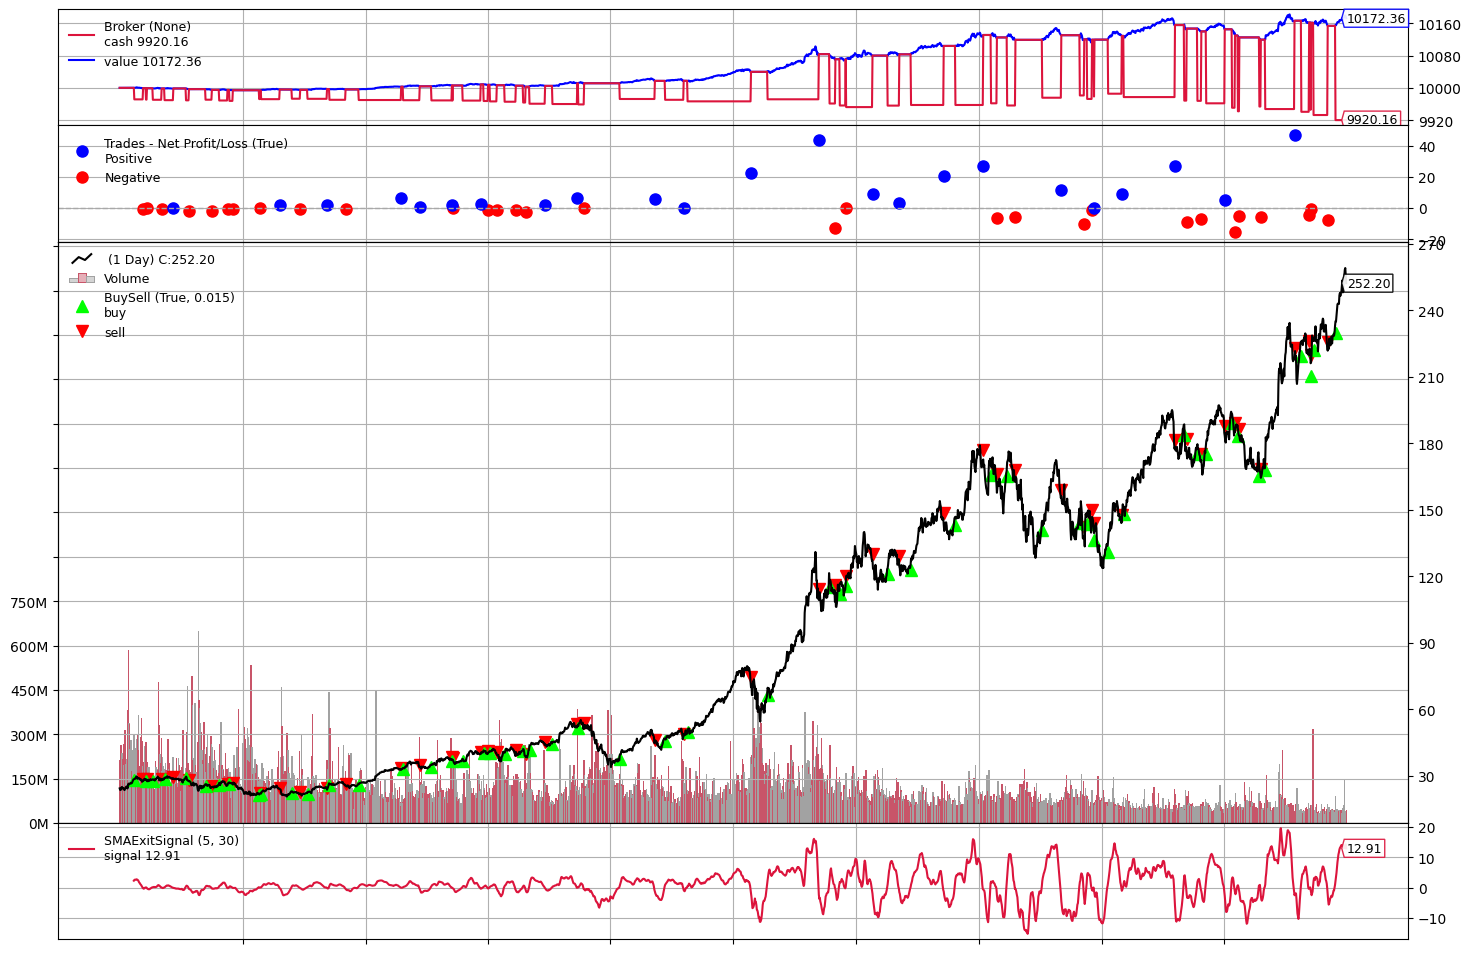 Broker (None)
cash 9920.16
value 10172.36
10172.36
10160
10080
10000
9920
9920.16
Trades - Net Profit/Loss (True)
Positive
Negative
40
20
0
−20
(1 Day) C:252.20
Volume
BuySell (True, 0.015)
buy
sell
270
252.20
240
210
180
150
120
90
60
30
750M
600M
450M
300M
150M
0M
SMAExitSignal (5, 30)
signal 12.91
20
12.91
10
0
−10